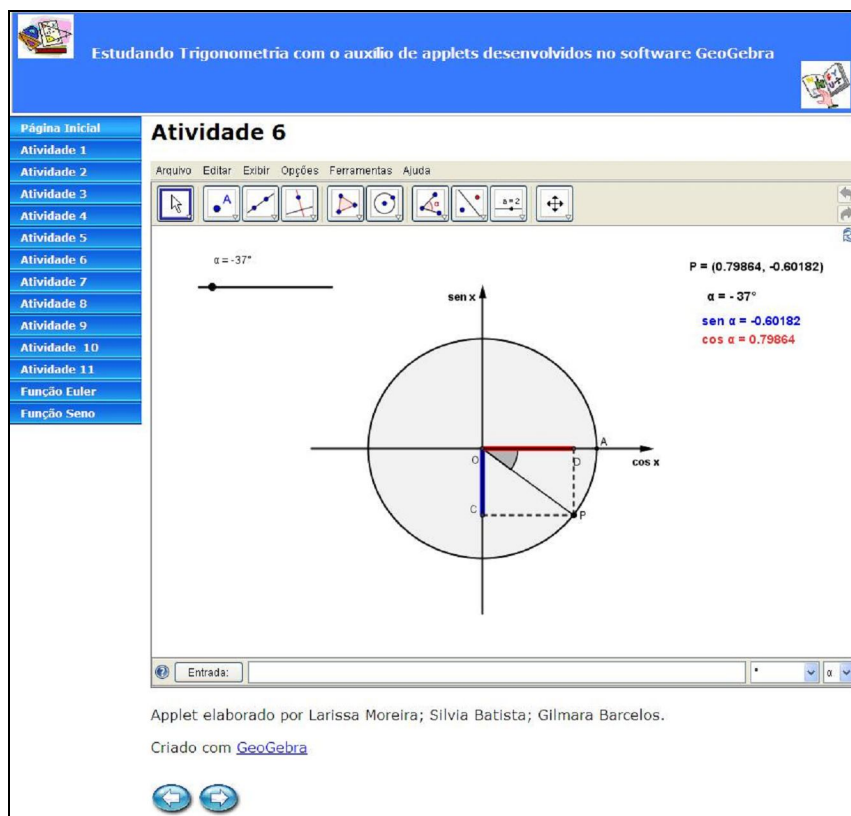 Estudando Trigonometria com o auxílio de applets desenvolvidos no software GeoGebra
Página Inicial
Atividade 1
Atividade 2
Atividade 3
Atividade 4
Atividade 5
Atividade 6
Atividade 7
Atividade 8
Atividade 9
Atividade 10
Atividade 11
Função Euler
Função Seno
Atividade 6
Arquivo Editar Exibir Opções Ferramentas Ajuda
A
α
a=2
α = -37°
P = (0.79864, -0.60182)
α = - 37°
sen α = -0.60182
cos α = 0.79864
sen x
A
O
D
cos x
C
P
Entrada:
° α
Applet elaborado por Larissa Moreira; Silvia Batista; Gilmara Barcelos.
Criado com GeoGebra